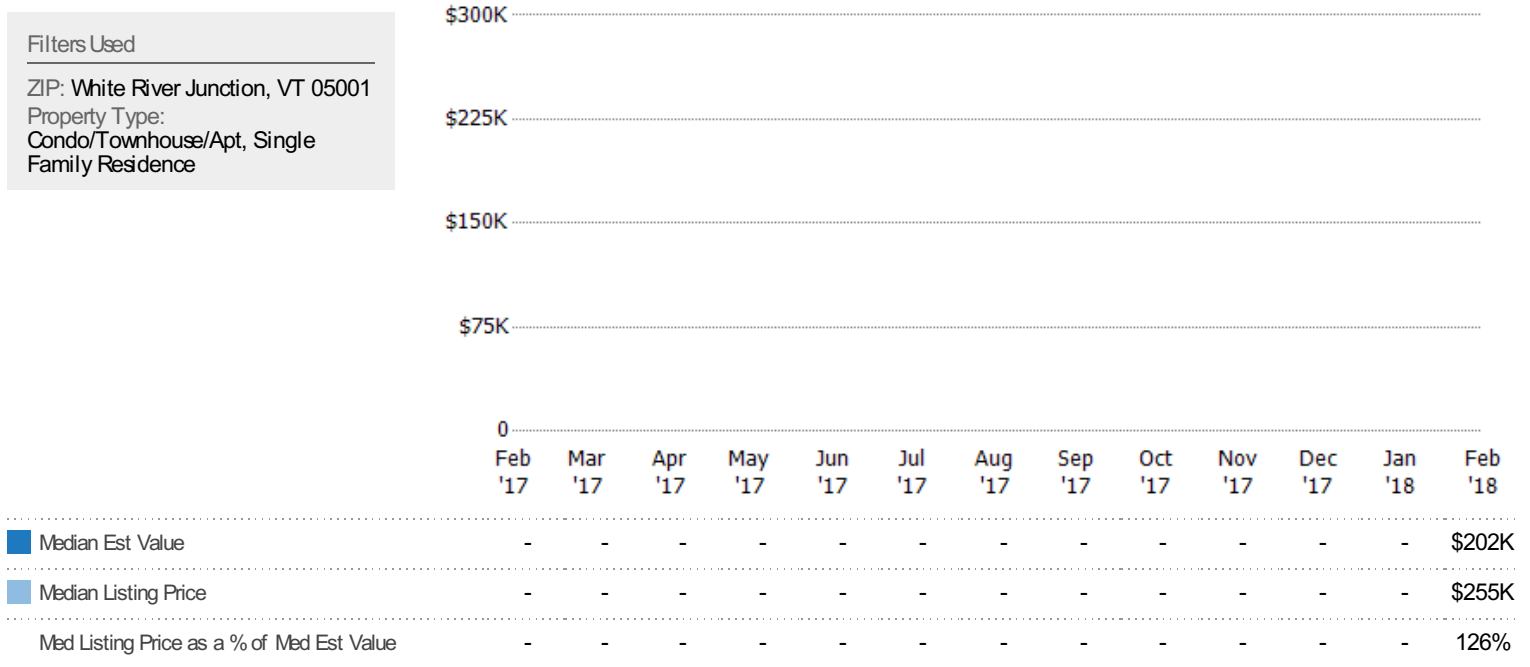 Filters Used
ZIP: White River Junction, VT 05001
Property Type:
Condo/Townhouse/Apt, Single
Family Residence
$300K
$225K
$150K
$75K
0
Feb Mar Apr May Jun Jul Aug Sep Oct Nov Dec Jan Feb
'17 '17 '17 '17 '17 '17 '17 '17 '17 '17 '17 '18 '18
Median Est Value - - - - - - - - - - - - $202K
Median Listing Price - - - - - - - - - - - - $255K
Med Listing Price as a % of Med Est Value - - - - - - - - - - - - 126%